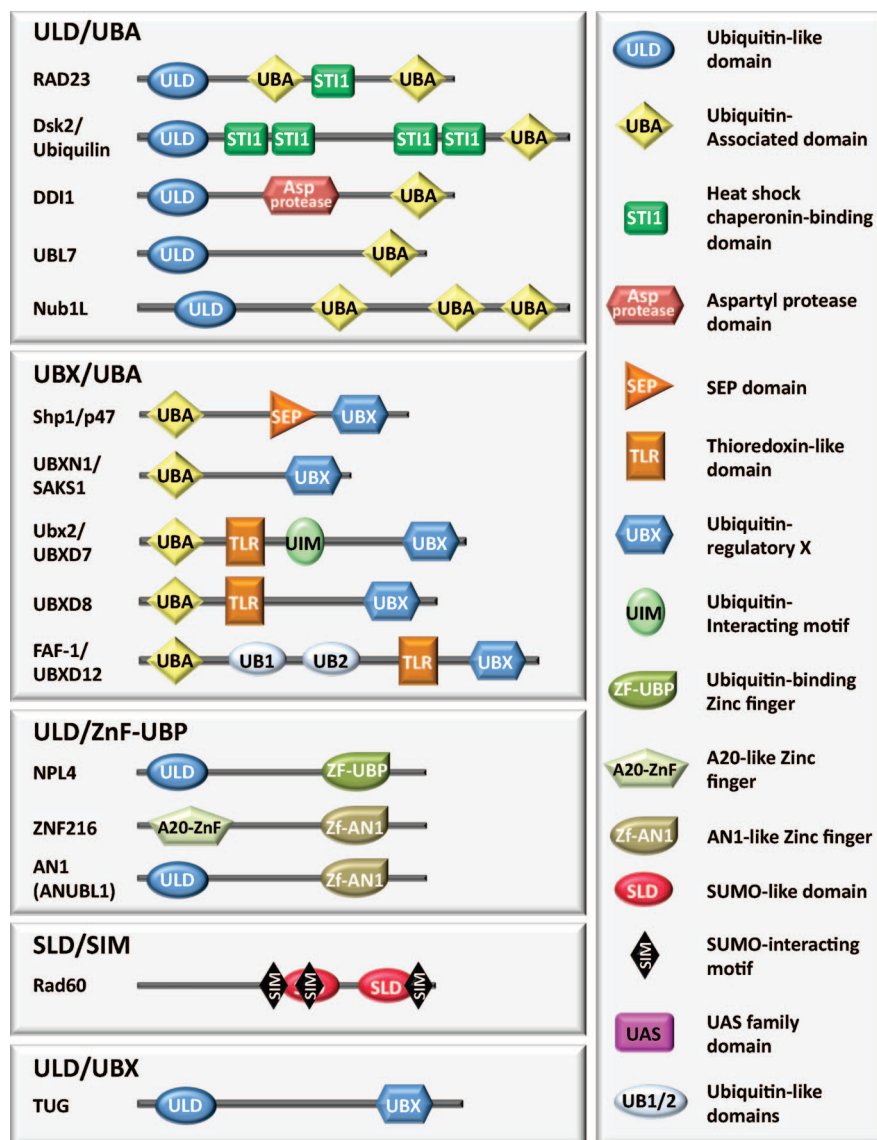 ULD/UBA
RAD23
ULD
UBA
STI1
UBA
Dsk2/
Ubiquilin
ULD
STI1
STI1
STI1
STI1
UBA
DDI1
ULD
Asp
protease
UBA
UBL7
ULD
UBA
Nub1L
ULD
UBA
UBA
UBA
UBX/UBA
Shp1/p47
UBA
SEP
UBX
UBXN1/
SAKS1
UBA
UBX
Ubx2/
UBXD7
UBA
TLR
UIM
UBX
UBXD8
UBA
TLR
UBX
FAF-1/
UBXD12
UBA
UB1
UB2
TLR
UBX
ULD/ZnF-UBP
NPL4
ULD
ZF-UBP
ZNF216
A20-ZnF
Zf-AN1
AN1
(ANUBL1)
ULD
Zf-AN1
SLD/SIM
Rad60
SIM
SIM
SLD
SIM
ULD/UBX
TUG
ULD
UBX
ULD
Ubiquitin-like
domain
UBA
Ubiquitin-
Associated domain
STI1
Heat shock
chaperonin-binding
domain
Asp
protease
Aspartyl protease
domain
SEP
SEP domain
TLR
Thioredoxin-like
domain
UBX
Ubiquitin-
regulatory X
UIM
Ubiquitin-
Interacting motif
ZF-UBP
Ubiquitin-binding
Zinc finger
A20-ZnF
A20-like Zinc
finger
Zf-AN1
AN1-like Zinc finger
SLD
SUMO-like domain
SIM
SUMO-interacting
motif
UAS
UAS family
domain
UB1/2
Ubiquitin-like
domains